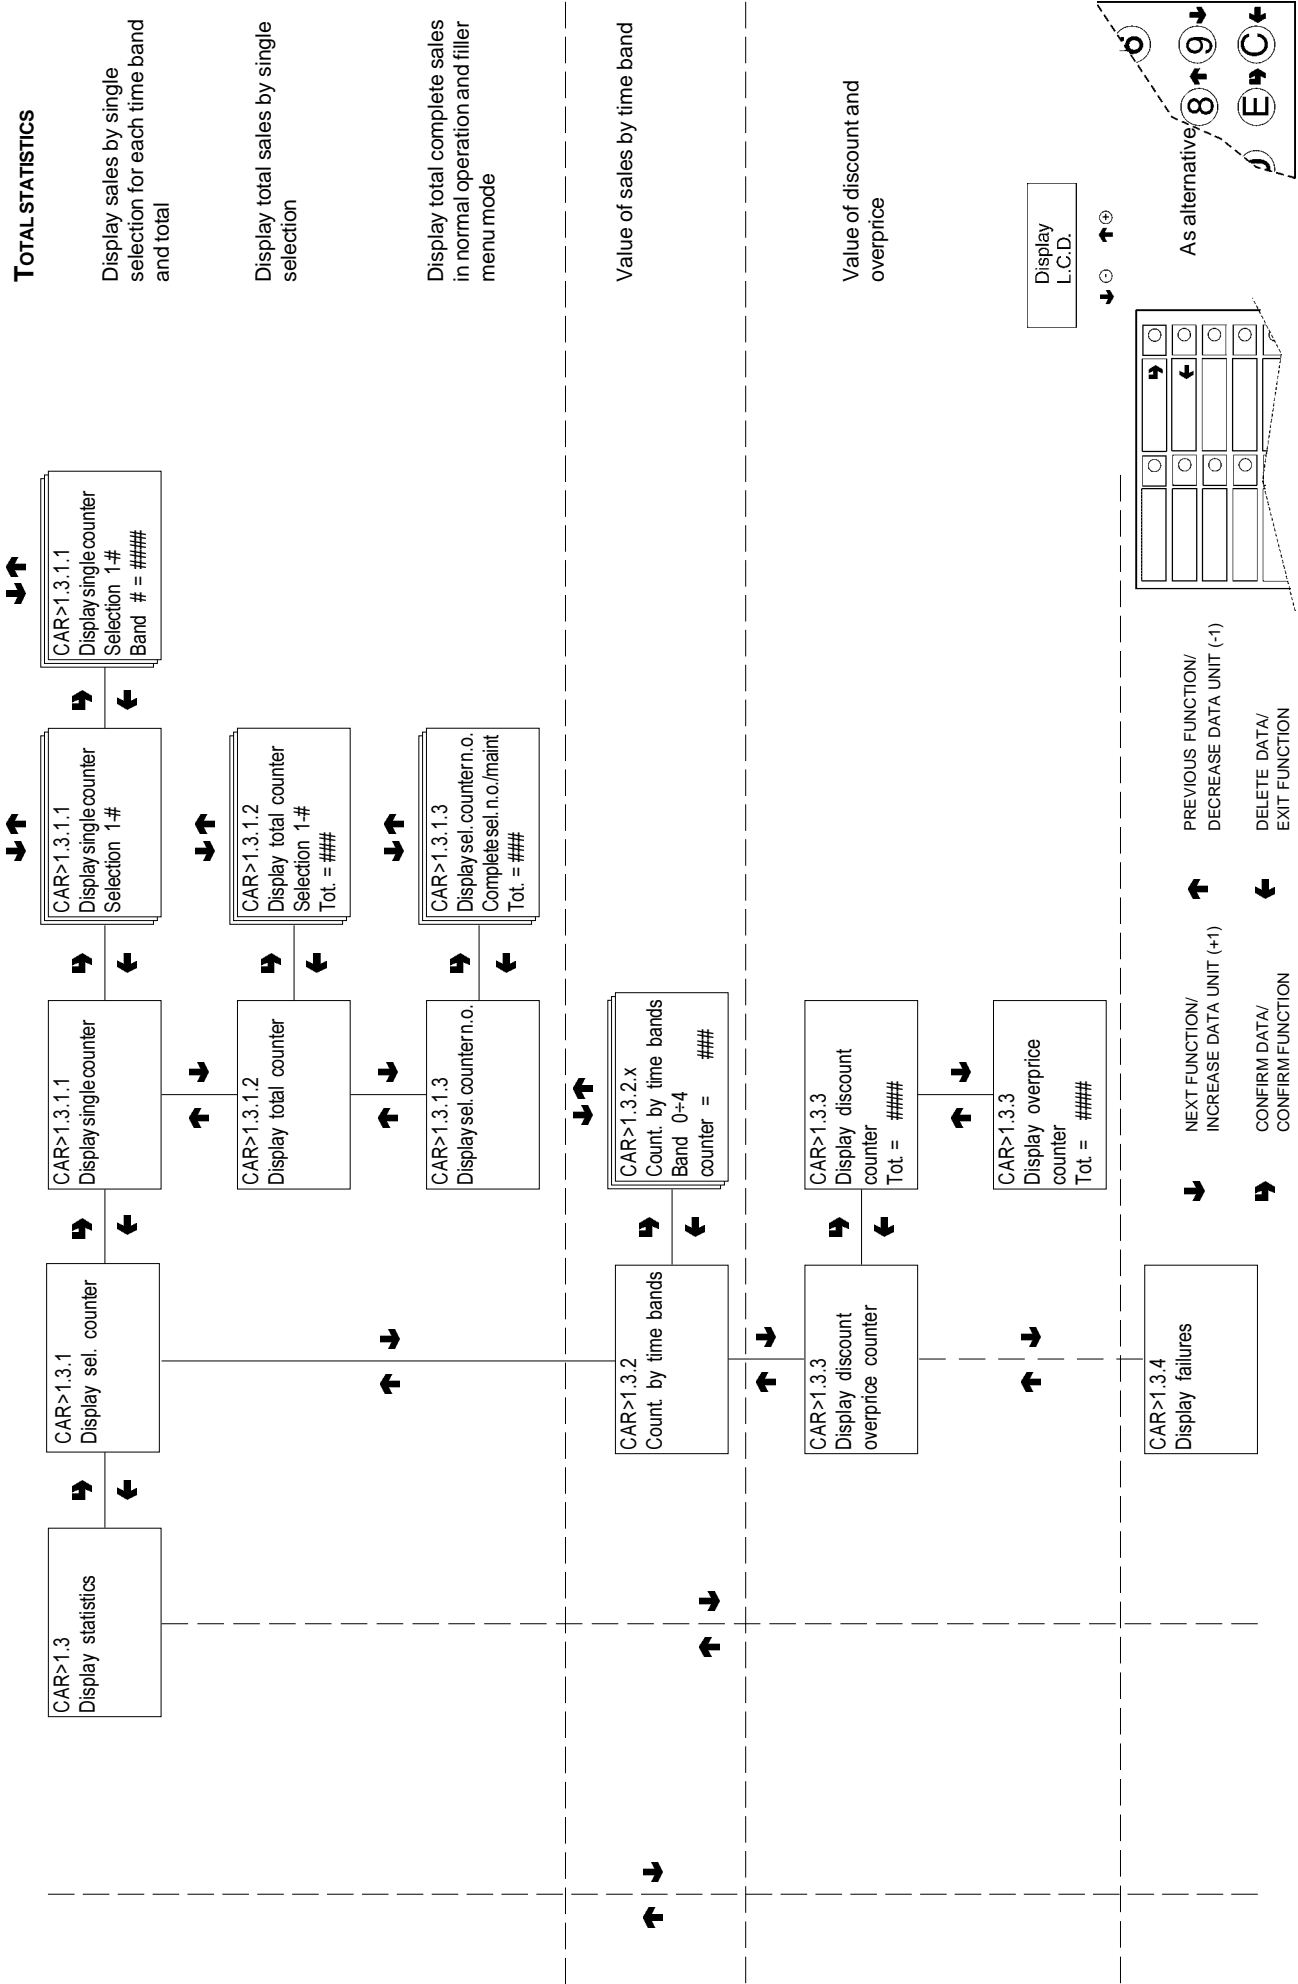 TOTAL STATISTICS
CAR>1.3
Display statistics
CAR>1.3.1
Display sel. counter
CAR>1.3.1.1
Display single counter
CAR>1.3.1.1
Display single counter
Selection 1-#
CAR>1.3.1.1
Display single counter
Selection 1-#
Band # = ####
Display sales by single
selection for each time band
and total
CAR>1.3.1.2
Display total counter
CAR>1.3.1.2
Display total counter
Selection 1-#
Tot. = ###
Display total sales by single
selection
CAR>1.3.1.3
Display sel. counter n.o.
CAR>1.3.1.3
Display sel. counter n.o.
Complete sel. n.o./maint
Tot. = ###
Display total complete sales
in normal operation and filler
menu mode
CAR>1.3.2
Count. by time bands
CAR>1.3.2.x
Count. by time bands
Band 0÷4
counter = ###
Value of sales by time band
CAR>1.3.3
Display discount
overprice counter
CAR>1.3.3
Display discount
counter
Tot. = ####
Value of discount and
overprice
CAR>1.3.3
Display overprice
counter
Tot. = ####
CAR>1.3.4
Display failures
Display
L.C.D.
- +
NEXT FUNCTION/
INCREASE DATA UNIT (+1)
PREVIOUS FUNCTION/
DECREASE DATA UNIT (-1)
CONFIRM DATA/
CONFIRM FUNCTION
DELETE DATA/
EXIT FUNCTION
As alternative
8 9
E C